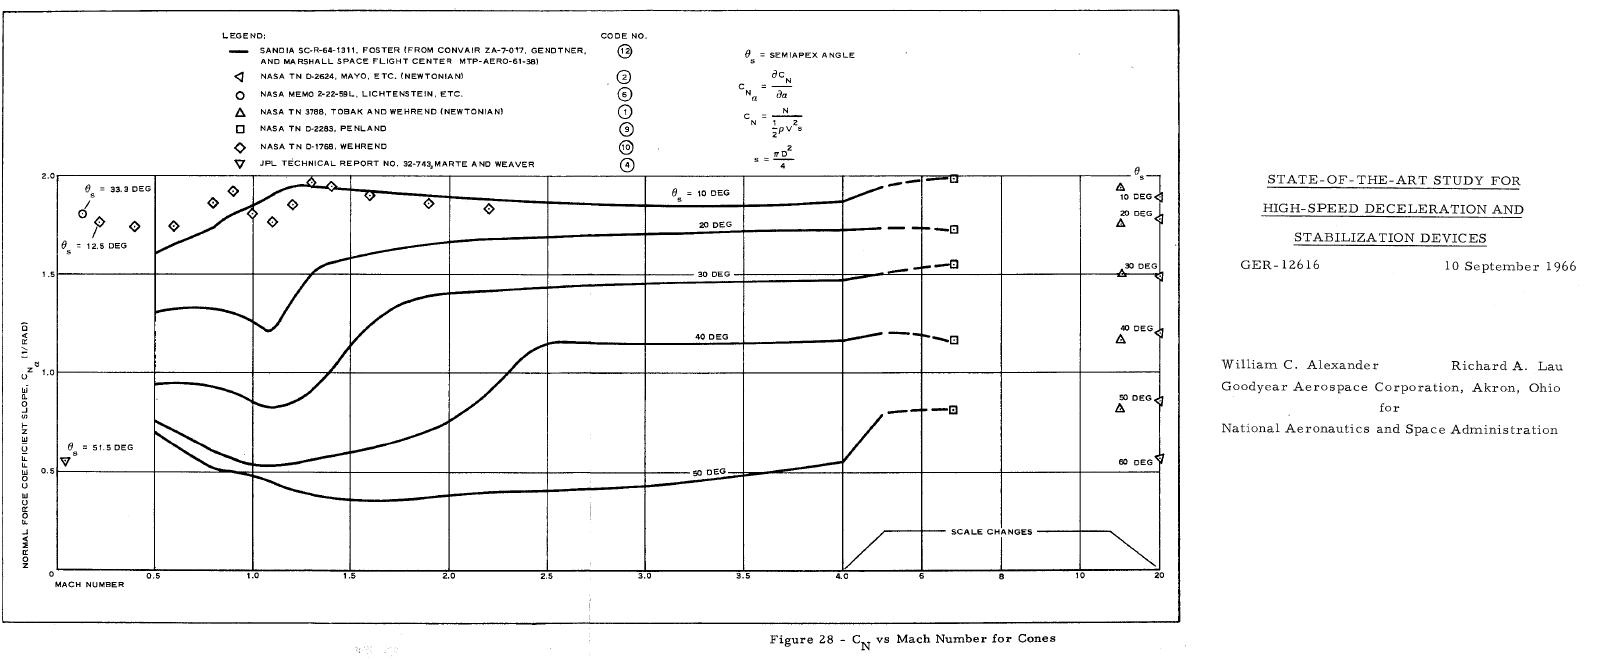 LEGEND:
CODE NO.
SANDIA SC-R-64-1311, FOSTER (FROM CONVAIR ZA-7-017, GENDTNER,
AND MARSHALL SPACE FLIGHT CENTER MTP-AERO-61-38)
12
NASA TN D-2624, MAYO, ETC. (NEWTONIAN)
2
NASA MEMO 2-22-59L, LICHTENSTEIN, ETC.
6
NASA TN 3788, TOBAK AND WEHREND (NEWTONIAN)
1
NASA TN D-2283, PENLAND
9
NASA TN D-1768, WEHREND
10
JPL TECHNICAL REPORT NO. 32-743, MARTE AND WEAVER
4
θs = SEMIAPEX ANGLE
CNα = ∂CN / ∂α
CN = N / ½ρV²s
s = πD² / 4
NORMAL FORCE COEFFICIENT SLOPE, CNα (1/RAD)
2.0
1.5
1.0
0.5
0
θs = 33.3 DEG
θs = 12.5 DEG
θs = 51.5 DEG
θs = 10 DEG
20 DEG
30 DEG
40 DEG
50 DEG
θs
10 DEG
20 DEG
30 DEG
40 DEG
50 DEG
60 DEG
SCALE CHANGES
0.5 1.0 1.5 2.0 2.5 3.0 3.5 4.0 6 8 10 20
MACH NUMBER
Figure 28 - CN vs Mach Number for Cones
STATE-OF-THE-ART STUDY FOR
HIGH-SPEED DECELERATION AND
STABILIZATION DEVICES
GER-12616 10 September 1966
William C. Alexander Richard A. Lau
Goodyear Aerospace Corporation, Akron, Ohio
for
National Aeronautics and Space Administration